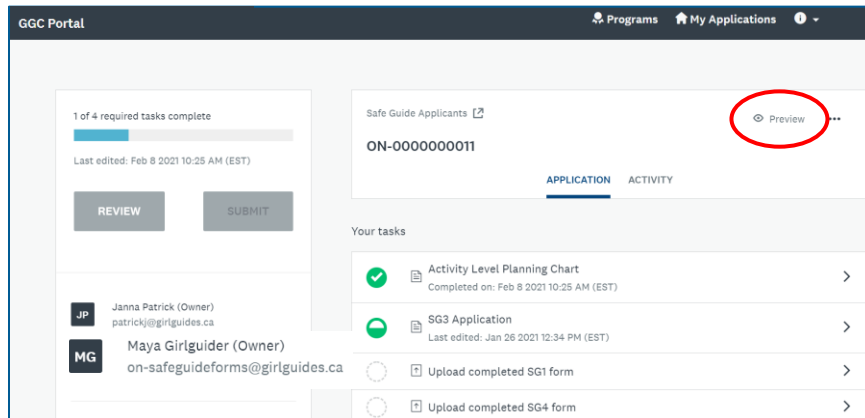 GGC Portal
Programs
My Applications
1 of 4 required tasks complete
Last edited: Feb 8 2021 10:25 AM (EST)
REVIEW
SUBMIT
JP
Janna Patrick (Owner)
patrickj@girlguides.ca
MG
Maya Girlguider (Owner)
on-safeguideforms@girlguides.ca
Safe Guide Applicants
Preview
ON-0000000011
APPLICATION
ACTIVITY
Your tasks
Activity Level Planning Chart
Completed on: Feb 8 2021 10:25 AM (EST)
SG3 Application
Last edited: Jan 26 2021 12:34 PM (EST)
Upload completed SG1 form
Upload completed SG4 form